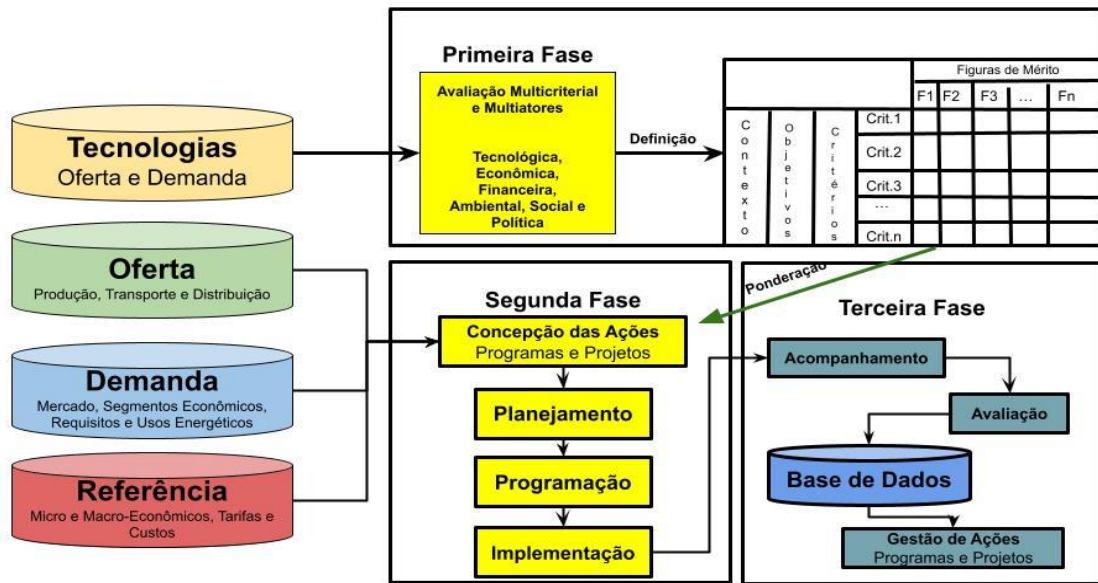 Primeira Fase
Avaliação Multicriterial
e Multiatores
Tecnológica,
Econômica,
Financeira,
Ambiental, Social e
Política
Definição
Figuras de Mérito
F1 F2 F3 ... Fn
Contexto
Objetivos
Critérios
Crit.1
Crit.2
Crit.3
...
Crit.n
Tecnologias
Oferta e Demanda
Oferta
Produção, Transporte e Distribuição
Demanda
Mercado, Segmentos Econômicos,
Requisitos e Usos Energéticos
Referência
Micro e Macro-Econômicos, Tarifas e
Custos
Ponderação
Segunda Fase
Concepção das Ações
Programas e Projetos
Planejamento
Programação
Implementação
Terceira Fase
Acompanhamento
Avaliação
Base de Dados
Gestão de Ações
Programas e Projetos